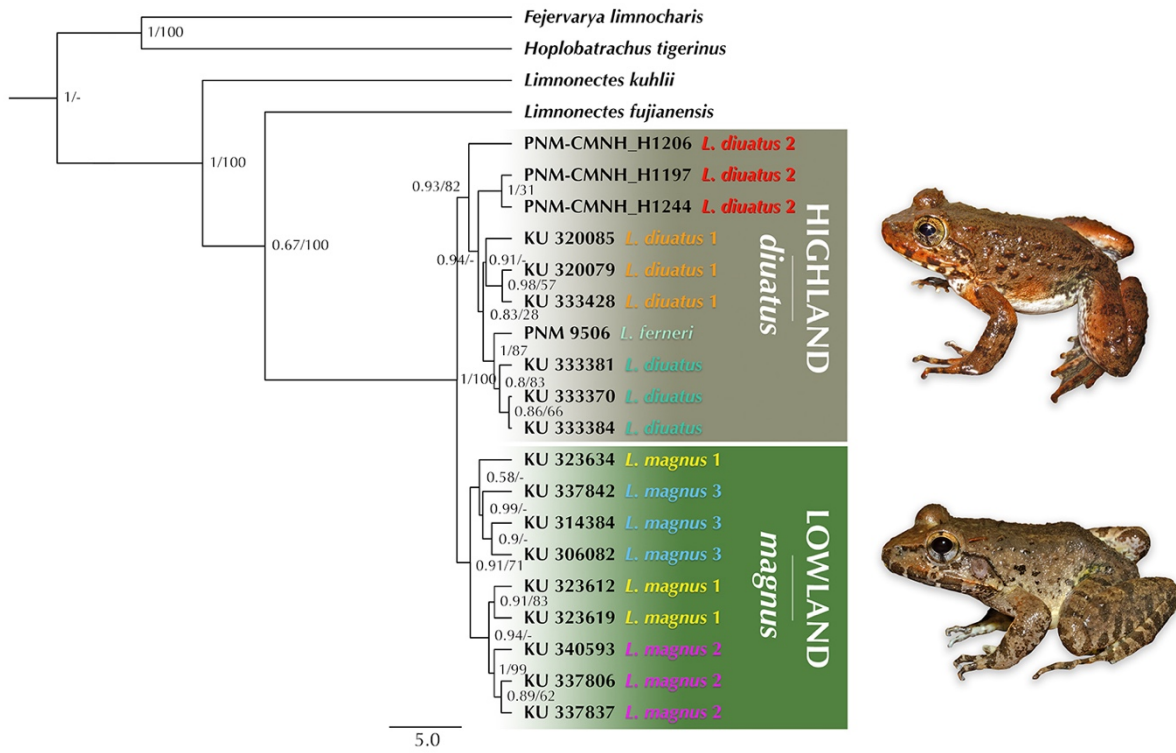 Fejervarya limnocharis
1/100
Hoplobatrachus tigerinus
Limnonectes kuhlii
1/-
Limnonectes fujianensis
PNM-CMNH_H1206 L. diuatus 2
1/100
PNM-CMNH_H1197 L. diuatus 2
0.93/82
1/31
PNM-CMNH_H1244 L. diuatus 2
KU 320085 L. diuatus 1
0.67/100
0.94/-
0.91/-
KU 320079 L. diuatus 1
0.98/57
KU 333428 L. diuatus 1
0.83/28
PNM 9506 L. ferneri
1/87
KU 333381 L. diuatus
1/100
0.8/83
KU 333370 L. diuatus
0.86/66
KU 333384 L. diuatus
HIGHLAND
diuatus
KU 323634 L. magnus 1
0.58/-
KU 337842 L. magnus 3
0.99/-
KU 314384 L. magnus 3
0.9/-
KU 306082 L. magnus 3
0.91/71
KU 323612 L. magnus 1
0.91/83
KU 323619 L. magnus 1
0.94/-
KU 340593 L. magnus 2
1/99
KU 337806 L. magnus 2
0.89/62
KU 337837 L. magnus 2
LOWLAND
magnus
5.0